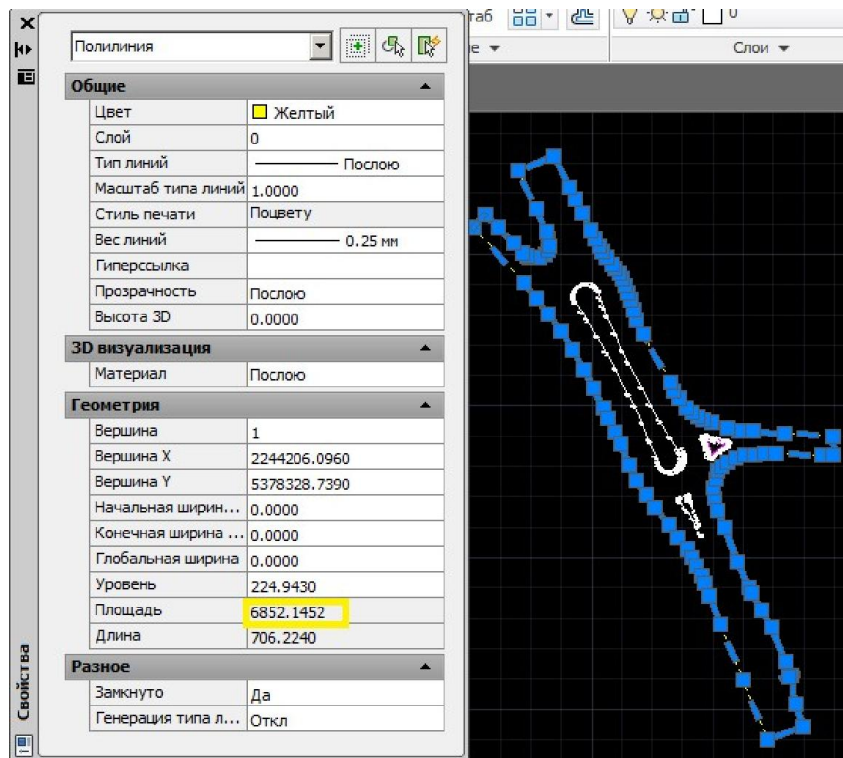 таб
0
е
Слои
Полилиния
Общие
Цвет Желтый
Слой 0
Тип линий Послою
Масштаб типа линий 1.0000
Стиль печати Поцвету
Вес линий 0.25 мм
Гиперссылка
Прозрачность Послою
Высота 3D 0.0000
3D визуализация
Материал Послою
Геометрия
Вершина 1
Вершина X 2244206.0960
Вершина Y 5378328.7390
Начальная ширин... 0.0000
Конечная ширина ... 0.0000
Глобальная ширина 0.0000
Уровень 224.9430
Площадь 6852.1452
Длина 706.2240
Разное
Замкнуто Да
Генерация типа л... Откл
Свойства